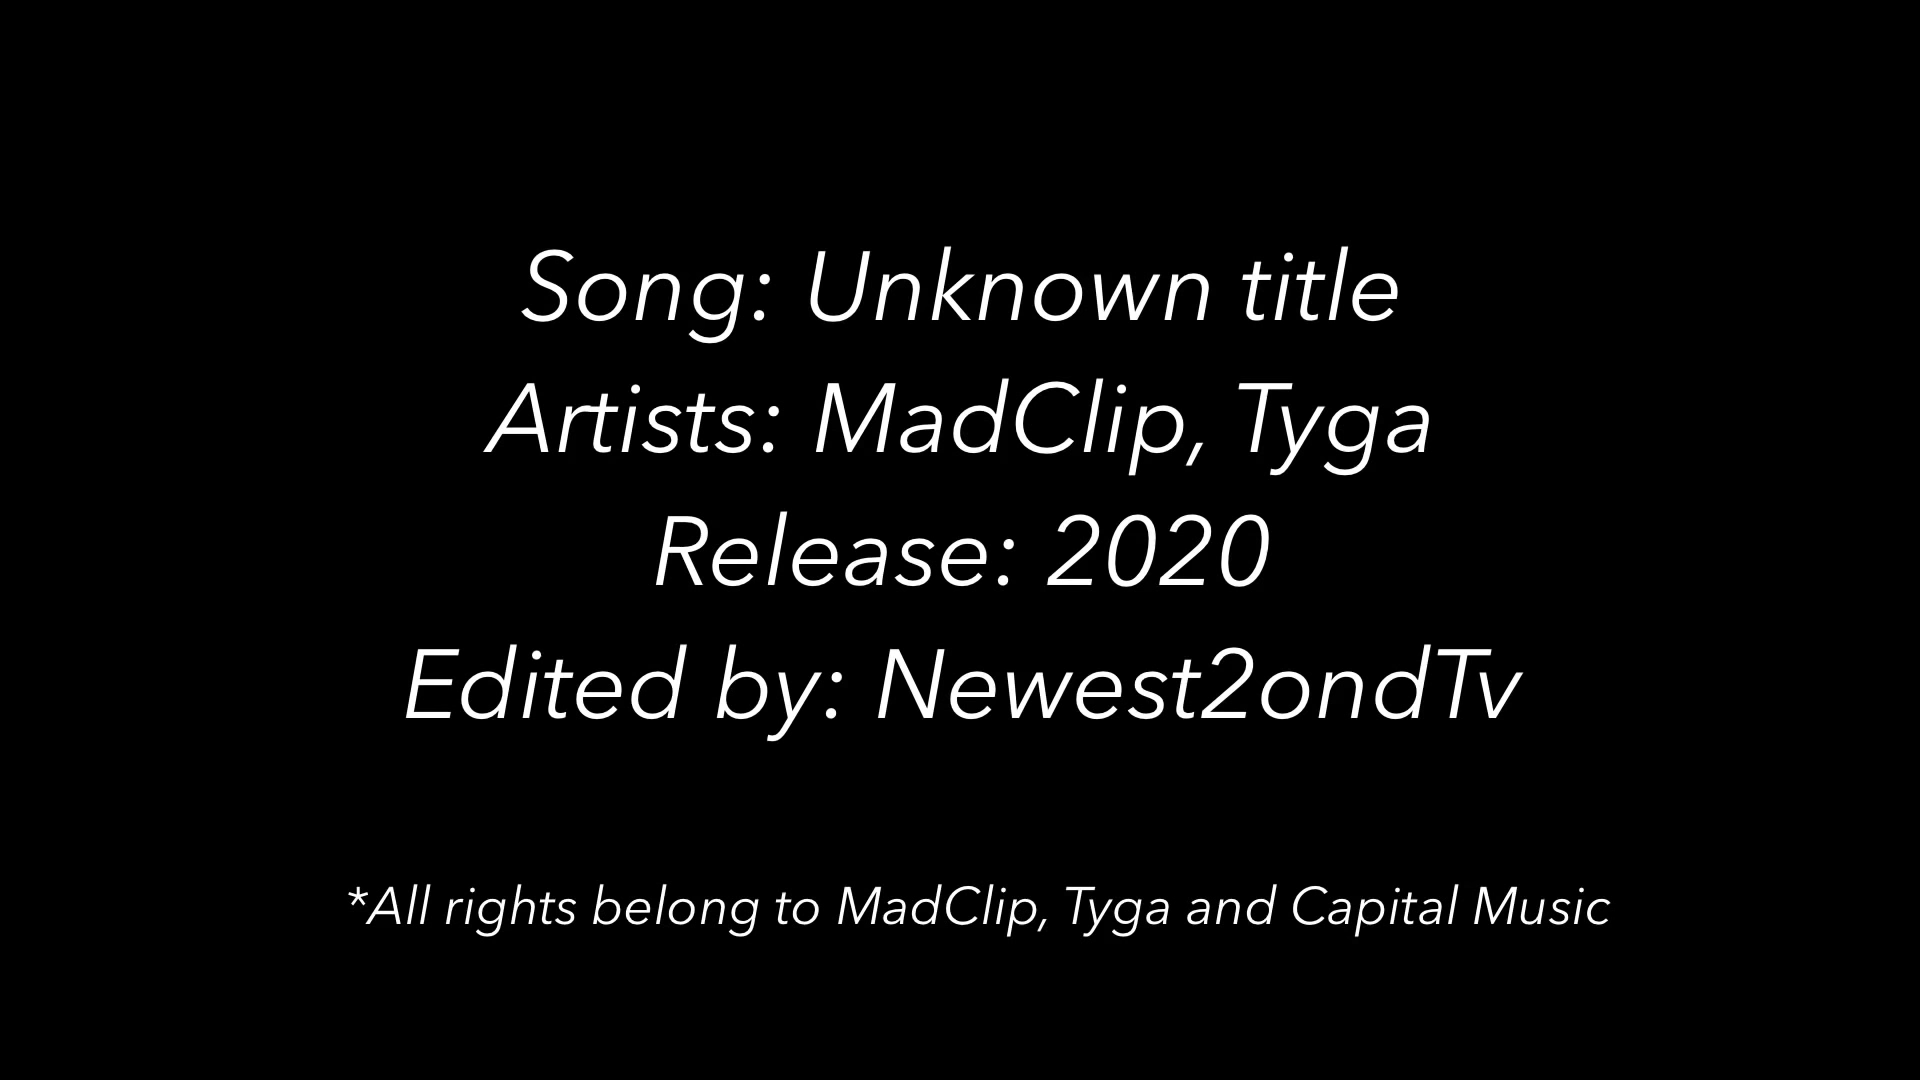 Song: Unknown title
Artists: MadClip, Tyga
Release: 2020
Edited by: Newest2ondTv
*All rights belong to MadClip, Tyga and Capital Music